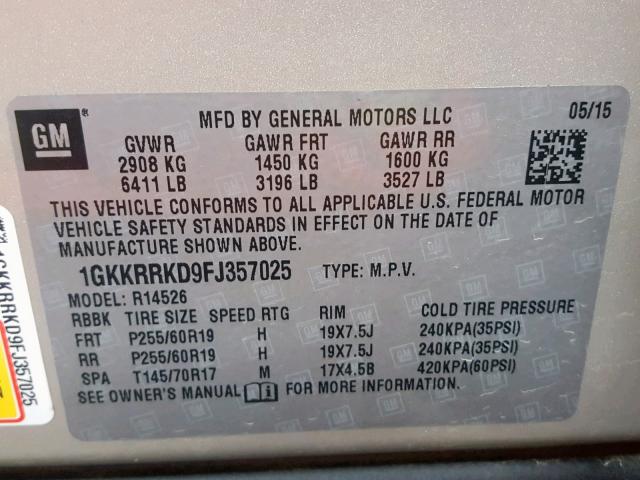 GM
MFD BY GENERAL MOTORS LLC 05/15
GVWR GAWR FRT GAWR RR
2908 KG 1450 KG 1600 KG
6411 LB 3196 LB 3527 LB
THIS VEHICLE CONFORMS TO ALL APPLICABLE U.S. FEDERAL MOTOR
VEHICLE SAFETY STANDARDS IN EFFECT ON THE DATE OF
MANUFACTURE SHOWN ABOVE.
1GKKRRKD9FJ357025 TYPE: M.P.V.
MODEL: R14526
RBBK TIRE SIZE SPEED RTG RIM COLD TIRE PRESSURE
FRT P255/60R19 H 19X7.5J 240KPA(35PSI)
RR P255/60R19 H 19X7.5J 240KPA(35PSI)
SPA T145/70R17 M 17X4.5B 420KPA(60PSI)
SEE OWNER'S MANUAL FOR MORE INFORMATION.
1GKKRRKD9FJ357025